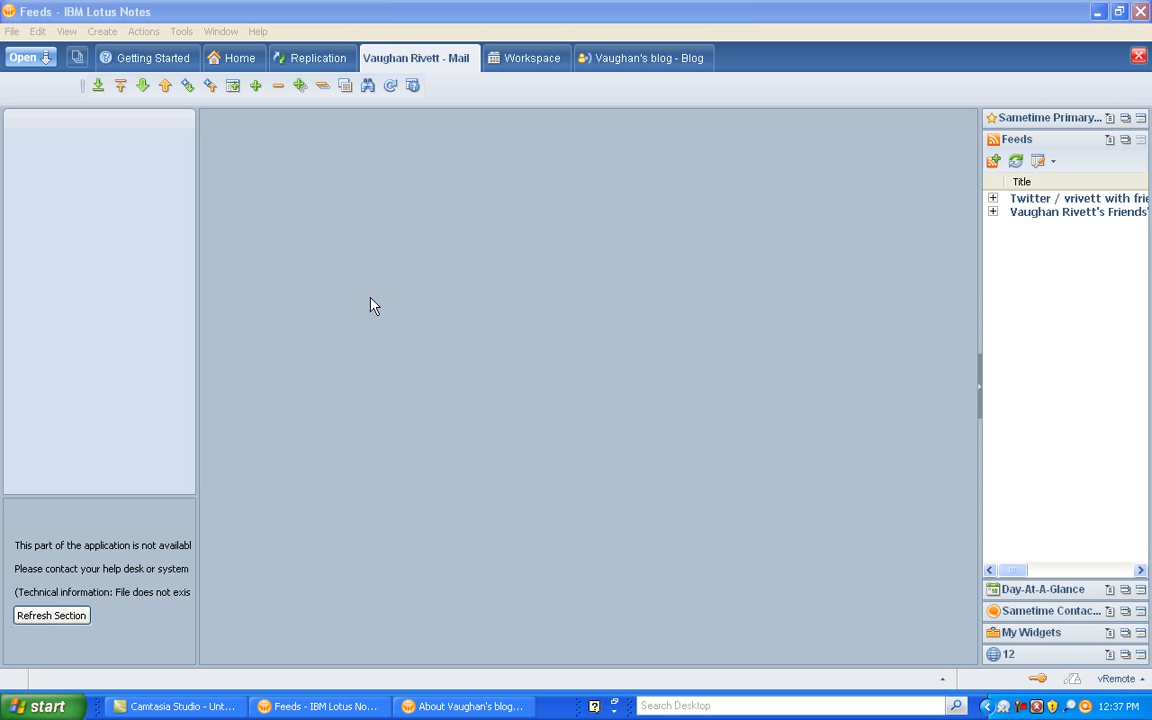 Feeds - IBM Lotus Notes
File Edit View Create Actions Tools Window Help
Open Getting Started Home Replication Vaughan Rivett - Mail Workspace Vaughan's blog - Blog
Sametime Primary...
Feeds
Title
Twitter / vrivett with frie
Vaughan Rivett's Friends'
This part of the application is not availabl
Please contact your help desk or system
(Technical information: File does not exis
Refresh Section
Day-At-A-Glance
Sametime Contac...
My Widgets
12
vRemote
start Camtasia Studio - Unt... Feeds - IBM Lotus No... About Vaughan's blog... Search Desktop 12:37 PM